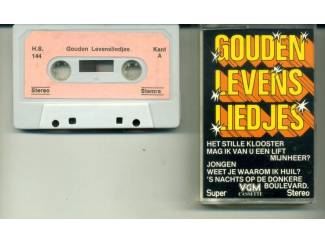 H.S. 144
Gouden Levensliedjes
Kant A
Stereo
Stereo
GOUDEN
LEVENS
LIEDJES
HET STILLE KLOOSTER
MAG IK VAN U EEN LIFT
MIJNHEER?
JONGEN
WEET JE WAAROM IK HUIL?
'S NACHTS OP DE DONKERE
BOULEVARD.
Super
VGM
CASSETTE
Stereo